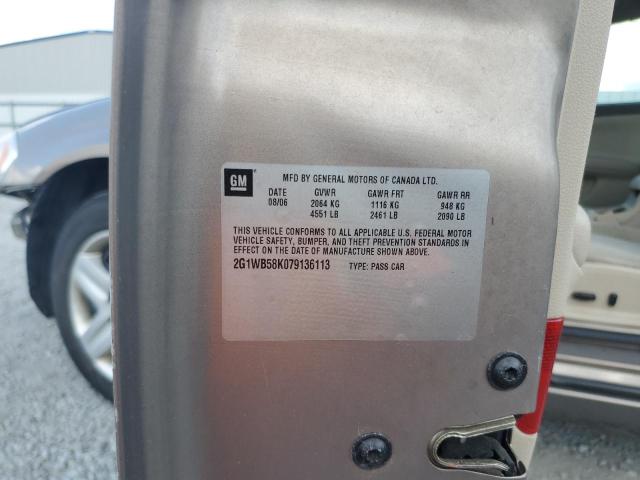 GM
MFD BY GENERAL MOTORS OF CANADA LTD.
DATE GVWR GAWR FRT GAWR RR
08/06 2064 KG 1116 KG 948 KG
4551 LB 2461 LB 2090 LB
THIS VEHICLE CONFORMS TO ALL APPLICABLE U.S. FEDERAL MOTOR
VEHICLE SAFETY, BUMPER, AND THEFT PREVENTION STANDARDS IN
EFFECT ON THE DATE OF MANUFACTURE SHOWN ABOVE.
2G1WB58K079136113 TYPE: PASS CAR